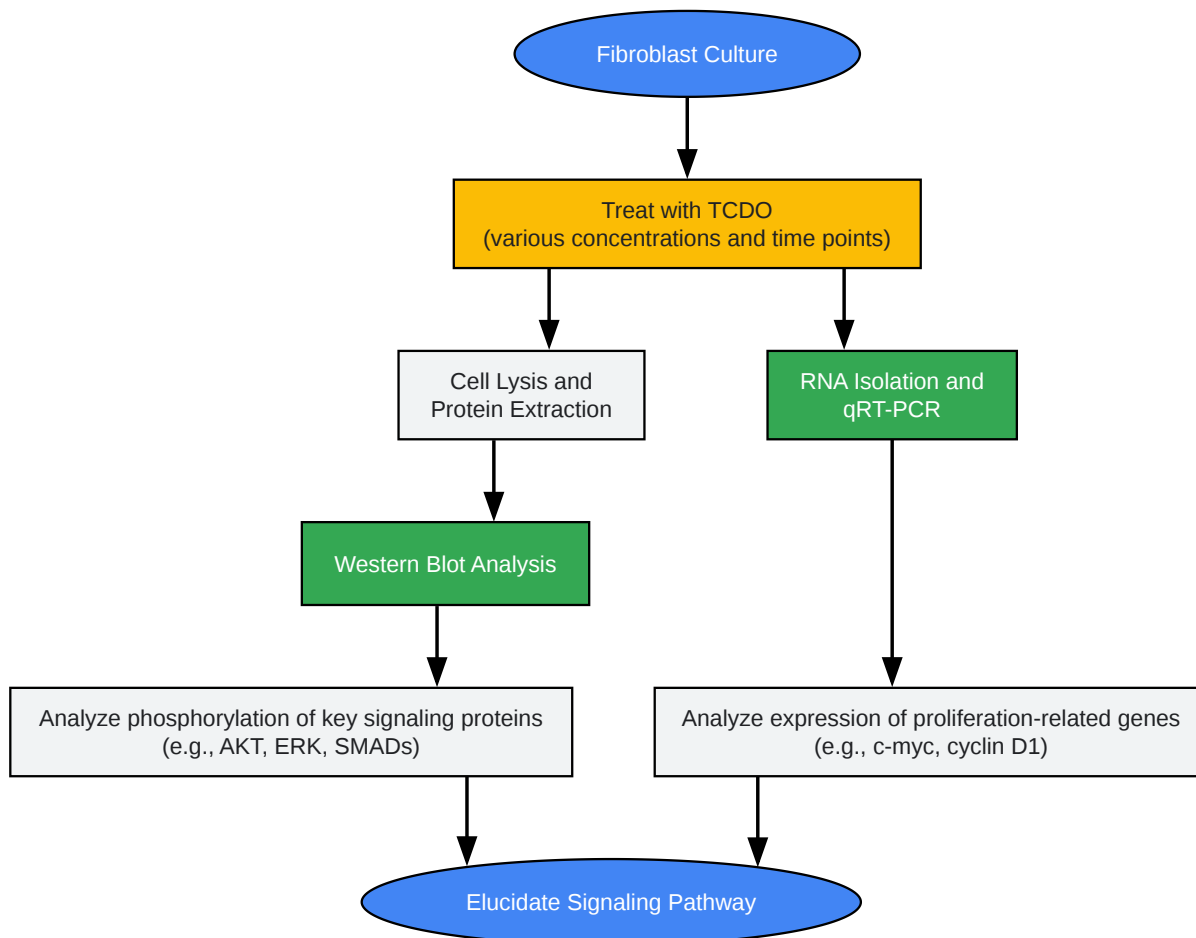 Fibroblast Culture
Treat with TCDO
(various concentrations and time points)
Cell Lysis and
Protein Extraction
RNA Isolation and
qRT-PCR
Western Blot Analysis
Analyze phosphorylation of key signaling proteins
(e.g., AKT, ERK, SMADs)
Analyze expression of proliferation-related genes
(e.g., c-myc, cyclin D1)
Elucidate Signaling Pathway